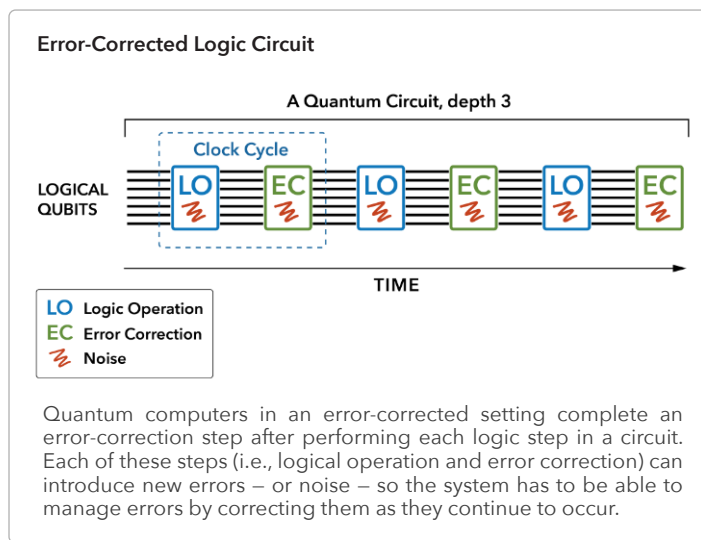 Error-Corrected Logic Circuit
A Quantum Circuit, depth 3
Clock Cycle
LOGICAL
QUBITS
LO EC LO EC LO EC
TIME
LO Logic Operation
EC Error Correction
Noise
Quantum computers in an error-corrected setting complete an
error-correction step after performing each logic step in a circuit.
Each of these steps (i.e., logical operation and error correction) can
introduce new errors — or noise — so the system has to be able to
manage errors by correcting them as they continue to occur.